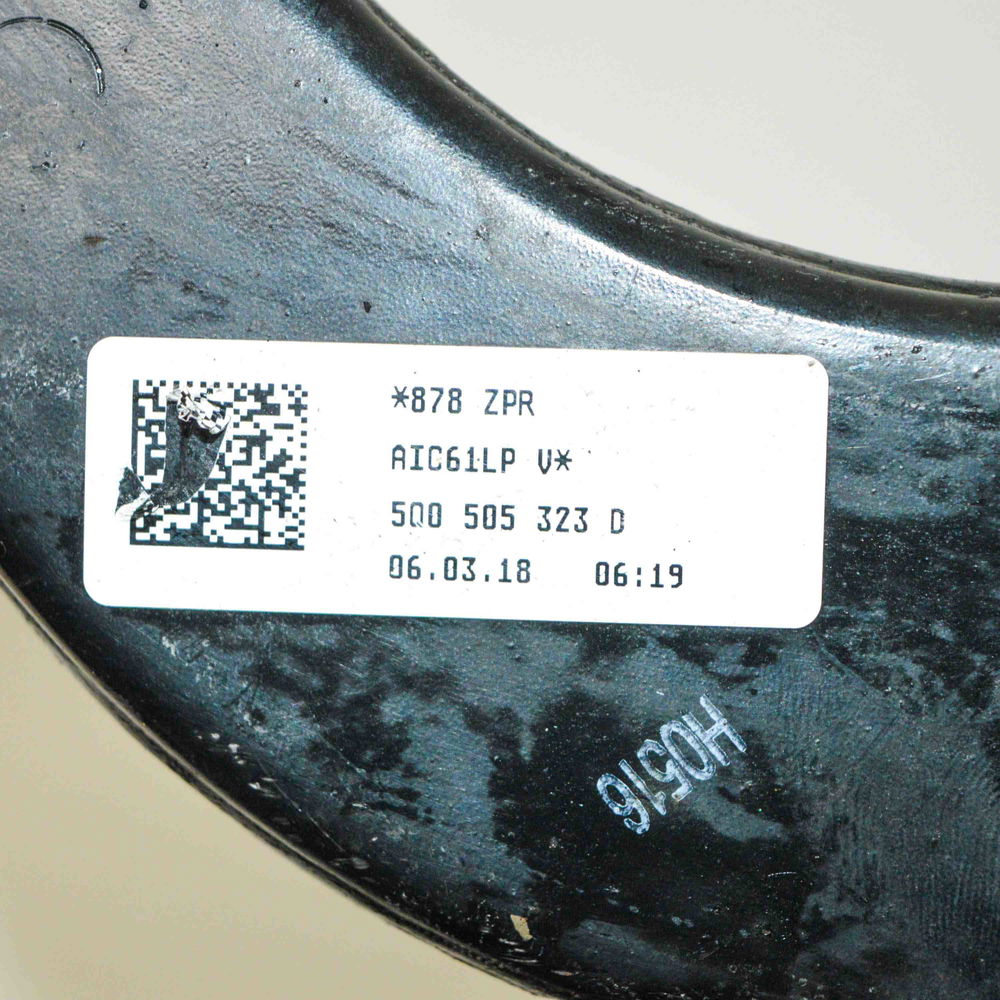 *878 ZPR
AIC61LP V*
5Q0 505 323 D
06.03.18 06:19
H0516